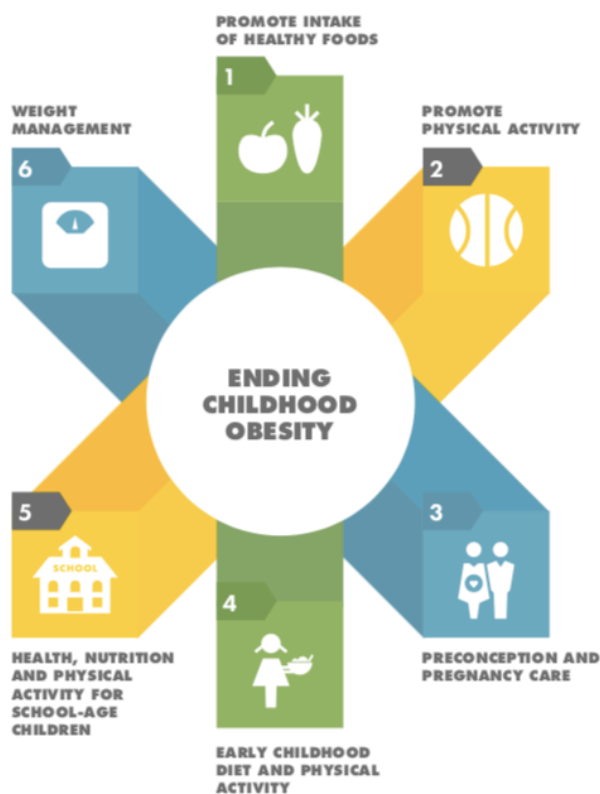 PROMOTE INTAKE
OF HEALTHY FOODS
1
PROMOTE
PHYSICAL ACTIVITY
2
PRECONCEPTION AND
PREGNANCY CARE
3
EARLY CHILDHOOD
DIET AND PHYSICAL
ACTIVITY
4
HEALTH, NUTRITION
AND PHYSICAL
ACTIVITY FOR
SCHOOL-AGE
CHILDREN
5
SCHOOL
WEIGHT
MANAGEMENT
6
ENDING
CHILDHOOD
OBESITY